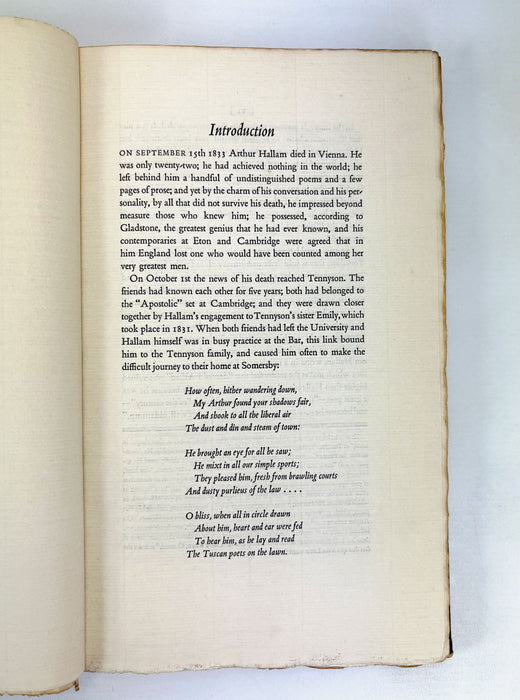 Introduction
ON SEPTEMBER 15th 1833 Arthur Hallam died in Vienna. He
was only twenty-two; he had achieved nothing in the world; he
left behind him a handful of undistinguished poems and a few
pages of prose; and yet by the charm of his conversation and his per-
sonality, by all that did not survive his death, he impressed beyond
measure those who knew him; he possessed, according to
Gladstone, the greatest genius that he had ever known, and his
contemporaries at Eton and Cambridge were agreed that in
him England lost one who would have been counted among her
very greatest men.
On October 1st the news of his death reached Tennyson. The
friends had known each other for five years; both had belonged to
the "Apostolic" set at Cambridge; and they were drawn closer
together by Hallam's engagement to Tennyson's sister Emily, which
took place in 1831. When both friends had left the University and
Hallam himself was in busy practice at the Bar, this link bound
him to the Tennyson family, and caused him often to make the
difficult journey to their home at Somersby:
How often, hither wandering down,
My Arthur found your shadows fair,
And shook to all the liberal air
The dust and din and steam of town:
He brought an eye for all he saw;
He mixt in all our simple sports;
They pleased him, fresh from brawling courts
And dusty purlieus of the law . . . .
O bliss, when all in circle drawn
About him, heart and ear were fed
To hear him, as he lay and read
The Tuscan poets on the lawn.